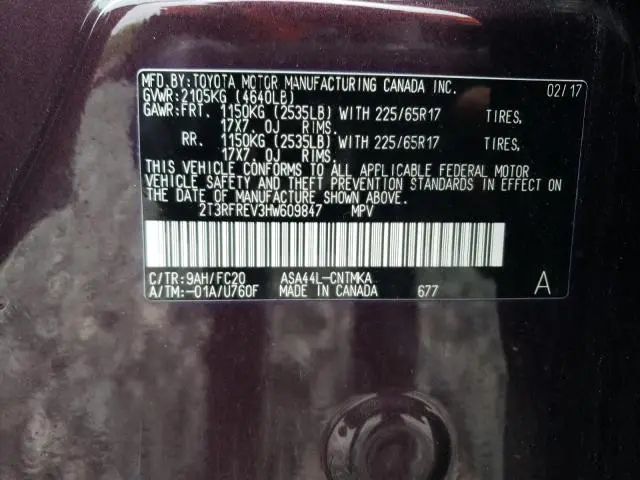 MFD.BY:TOYOTA MOTOR MANUFACTURING CANADA INC. 02/17
GVWR:2105KG (4640LB)
GAWR:FRT. 1150KG (2535LB) WITH 225/65R17 TIRES,
17X7. 0J RIMS.
RR. 1150KG (2535LB) WITH 225/65R17 TIRES,
17X7. 0J RIMS.
THIS VEHICLE CONFORMS TO ALL APPLICABLE FEDERAL MOTOR
VEHICLE SAFETY AND THEFT PREVENTION STANDARDS IN EFFECT
ON THE DATE OF MANUFACTURE SHOWN ABOVE.
2T3RFREV3HW609847 MPV
C/TR:9AH/FC20 ASA44L-CNTMKA
A/TM:-01A/U760F MADE IN CANADA 677 A